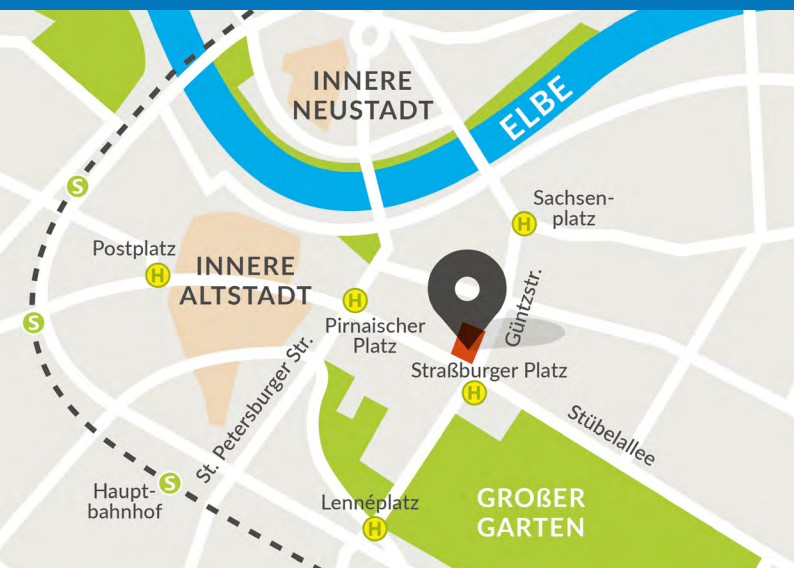 INNERE
NEUSTADT
ELBE
Sachsen-
platz
H
S
Postplatz
H
INNERE
ALTSTADT
H
Pirnaischer
Platz
Güntzstr.
S
Straßburger Platz
H
St. Petersburger Str.
Stübelallee
Haupt-
bahnhof
S
Lennéplatz
H
GROẞER
GARTEN